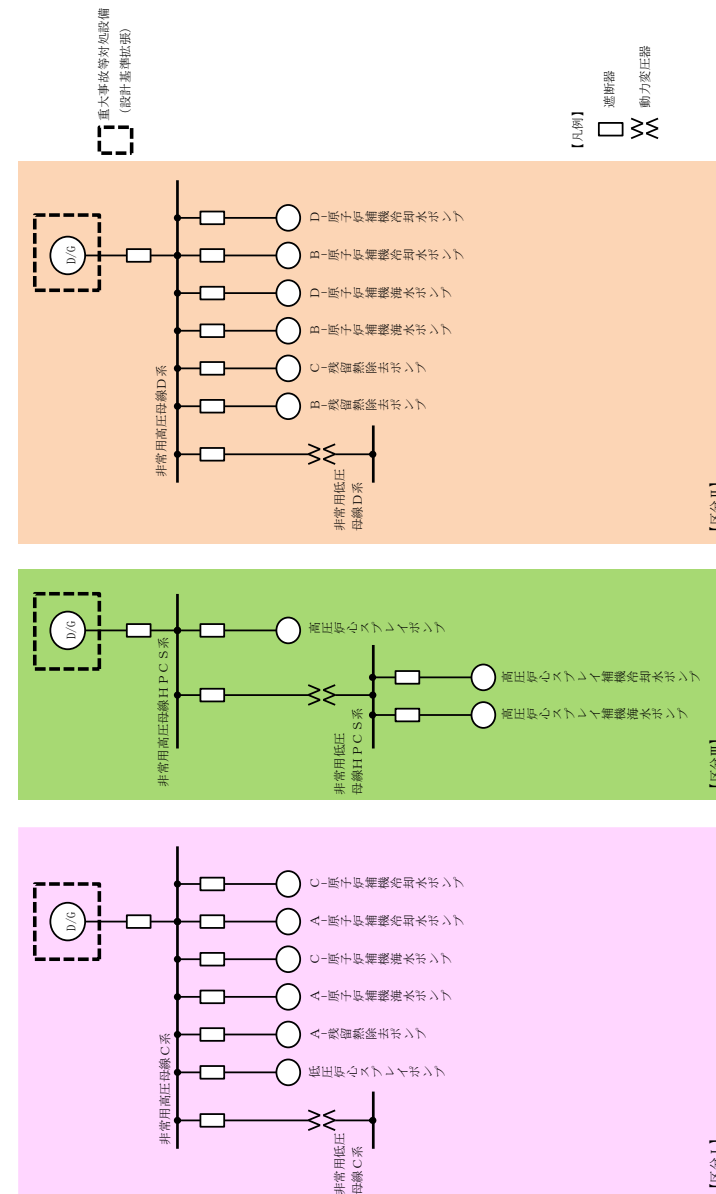 重大事故等対処設備
(設計基準拡張)
【凡例】
遮断器
動力変圧器
D/G
非常用高圧母線D系
D-原子炉補機冷却水ポンプ
B-原子炉補機冷却水ポンプ
D-原子炉補機海水ポンプ
B-原子炉補機海水ポンプ
C-残留熱除去ポンプ
B-残留熱除去ポンプ
非常用低圧
母線D系
【区分Ⅱ】
D/G
非常用高圧母線HPCS系
高圧炉心スプレイポンプ
非常用低圧
母線HPCS系
高圧炉心スプレイ補機冷却水ポンプ
高圧炉心スプレイ補機海水ポンプ
【区分Ⅲ】
D/G
非常用高圧母線C系
C-原子炉補機冷却水ポンプ
A-原子炉補機冷却水ポンプ
C-原子炉補機海水ポンプ
A-原子炉補機海水ポンプ
A-残留熱除去ポンプ
低圧炉心スプレイポンプ
非常用低圧
母線C系
【区分Ⅰ】